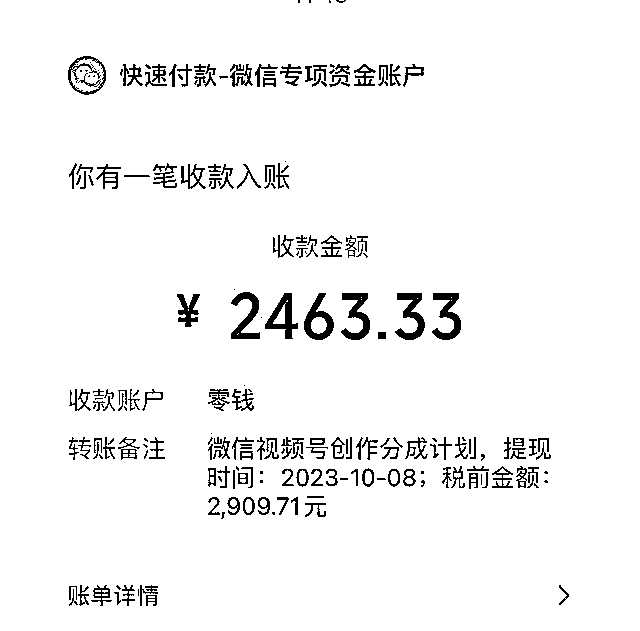 快速付款-微信专项资金账户
你有一笔收款入账
收款金额
¥ 2463.33
收款账户 零钱
转账备注 微信视频号创作分成计划，提现
时间：2023-10-08；税前金额：
2,909.71元
账单详情